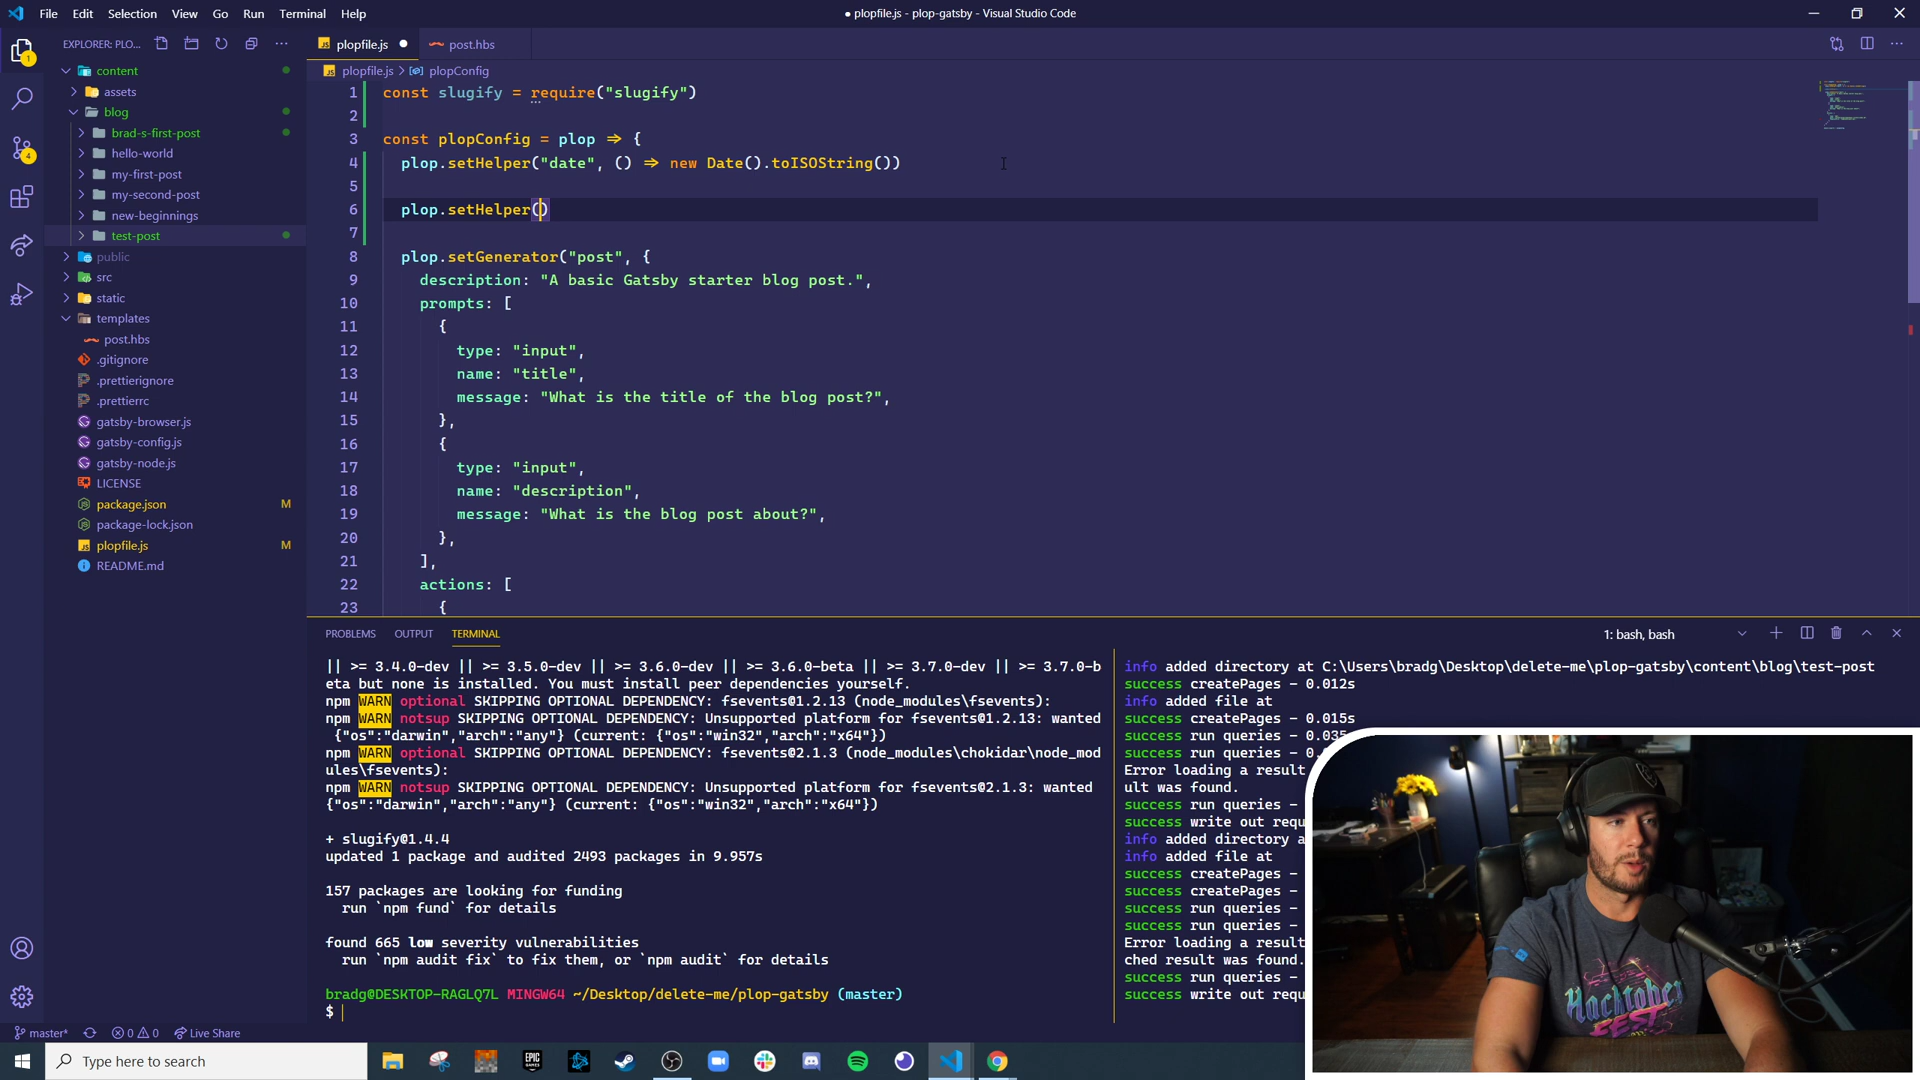 File Edit Selection View Go Run Terminal Help
● plopfile.js - plop-gatsby - Visual Studio Code
EXPLORER: PLO...
content
assets
blog
brad-s-first-post
hello-world
my-first-post
my-second-post
new-beginnings
test-post
public
src
static
templates
post.hbs
.gitignore
.prettierignore
.prettierrc
gatsby-browser.js
gatsby-config.js
gatsby-node.js
LICENSE
package.json M
package-lock.json
plopfile.js M
README.md
plopfile.js ● post.hbs
plopfile.js > plopConfig
1 const slugify = require("slugify")
2
3 const plopConfig = plop => {
4 plop.setHelper("date", () => new Date().toISOString())
5
6 plop.setHelper()
7
8 plop.setGenerator("post", {
9 description: "A basic Gatsby starter blog post.",
10 prompts: [
11 {
12 type: "input",
13 name: "title",
14 message: "What is the title of the blog post?",
15 },
16 {
17 type: "input",
18 name: "description",
19 message: "What is the blog post about?",
20 },
21 ],
22 actions: [
23 {
PROBLEMS OUTPUT TERMINAL
1: bash, bash
|| >= 3.4.0-dev || >= 3.5.0-dev || >= 3.6.0-dev || >= 3.6.0-beta || >= 3.7.0-dev || >= 3.7.0-b
eta but none is installed. You must install peer dependencies yourself.
npm WARN optional SKIPPING OPTIONAL DEPENDENCY: fsevents@1.2.13 (node_modules\fsevents):
npm WARN notsup SKIPPING OPTIONAL DEPENDENCY: Unsupported platform for fsevents@1.2.13: wanted
{"os":"darwin","arch":"any"} (current: {"os":"win32","arch":"x64"})
npm WARN optional SKIPPING OPTIONAL DEPENDENCY: fsevents@2.1.3 (node_modules\chokidar\node_mod
ules\fsevents):
npm WARN notsup SKIPPING OPTIONAL DEPENDENCY: Unsupported platform for fsevents@2.1.3: wanted
{"os":"darwin","arch":"any"} (current: {"os":"win32","arch":"x64"})
+ slugify@1.4.4
updated 1 package and audited 2493 packages in 9.957s
157 packages are looking for funding
run `npm fund` for details
found 665 low severity vulnerabilities
run `npm audit fix` to fix them, or `npm audit` for details
bradg@DESKTOP-RAGLQ7L MINGW64 ~/Desktop/delete-me/plop-gatsby (master)
$
info added directory at C:\Users\bradg\Desktop\delete-me\plop-gatsby\content\blog\test-post
success createPages - 0.012s
info added file at
success createPages - 0.015s
success run queries - 0.035
success run queries - 0.
Error loading a result
ult was found.
success run queries -
success write out requ
info added directory a
info added file at
success createPages -
success createPages -
success run queries -
success run queries -
Error loading a result
ched result was found.
success run queries -
success write out requ
Hacktober
FEST
master* 0 0 Live Share
Type here to search
EPIC
GAMES